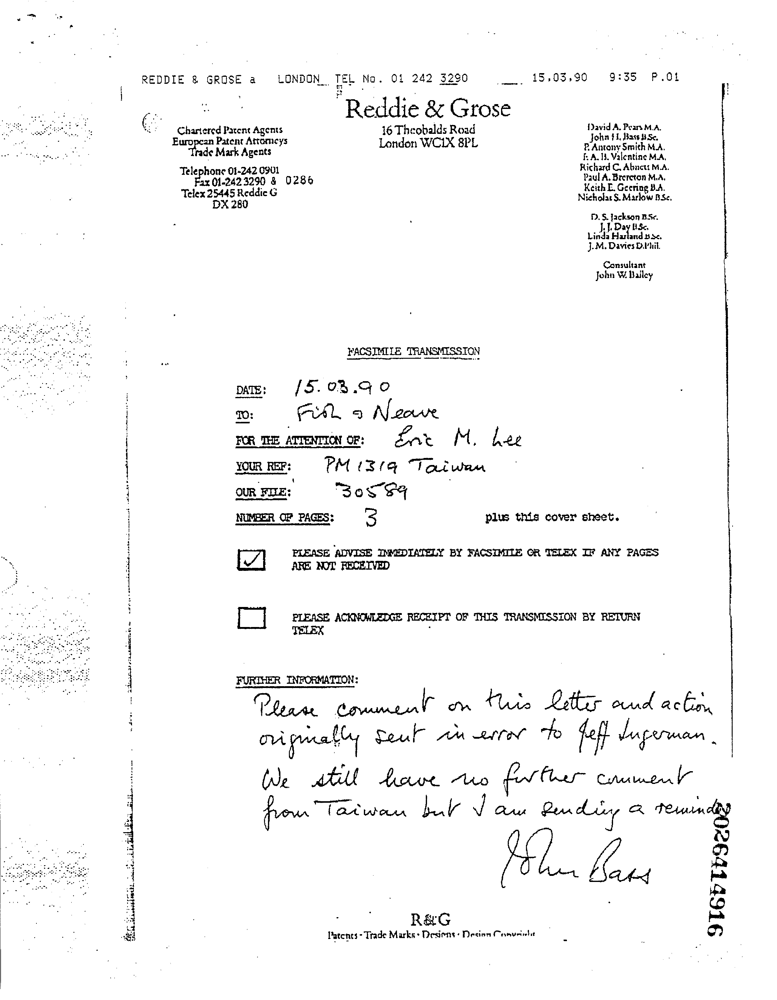 REDDIE & GROSE a LONDON TEL No. 01 242 3290 15.03.90 9:35 P.01
Reddie & Grose
16 Theobalds Road
London WC1X 8PL
Chartered Patent Agents
European Patent Attorneys
Trade Mark Agents
Telephone 01-242 0901
Fax 01-242 3290 & 0286
Telex 25445 Reddie G
DX 280
David A. Pears M.A.
John H. Bass B.Sc.
P. Antony Smith M.A.
F. A. B. Valentine M.A.
Richard C. Abnett M.A.
Paul A. Brereton M.A.
Keith E. Geering B.A.
Nicholas S. Marlow B.Sc.
D. S. Jackson B.Sc.
J. J. Day B.Sc.
Linda Harland B.Sc.
J. M. Davies D.Phil.
Consultant
John W. Bailey
FACSIMILE TRANSMISSION
DATE: 15.03.90
TO: Fish & Neave
FOR THE ATTENTION OF: Eric M. Lee
YOUR REF: PM 1319 Taiwan
OUR FILE: 30589
NUMBER OF PAGES: 3 plus this cover sheet.
PLEASE ADVISE IMMEDIATELY BY FACSIMILE OR TELEX IF ANY PAGES
ARE NOT RECEIVED
PLEASE ACKNOWLEDGE RECEIPT OF THIS TRANSMISSION BY RETURN
TELEX
FURTHER INFORMATION:
Please comment on this letter and action
originally sent in error to Jeff Ingerman.
We still have no further comment
from Taiwan but I am sending a reminder
John Bass
2026414916
R&G
Patents · Trade Marks · Designs · Design Copyright